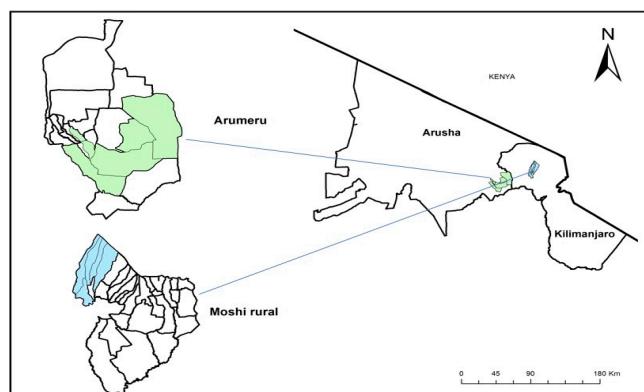 N
KENYA
Arumeru
Arusha
Kilimanjaro
Moshi rural
0 45 90 180 Km